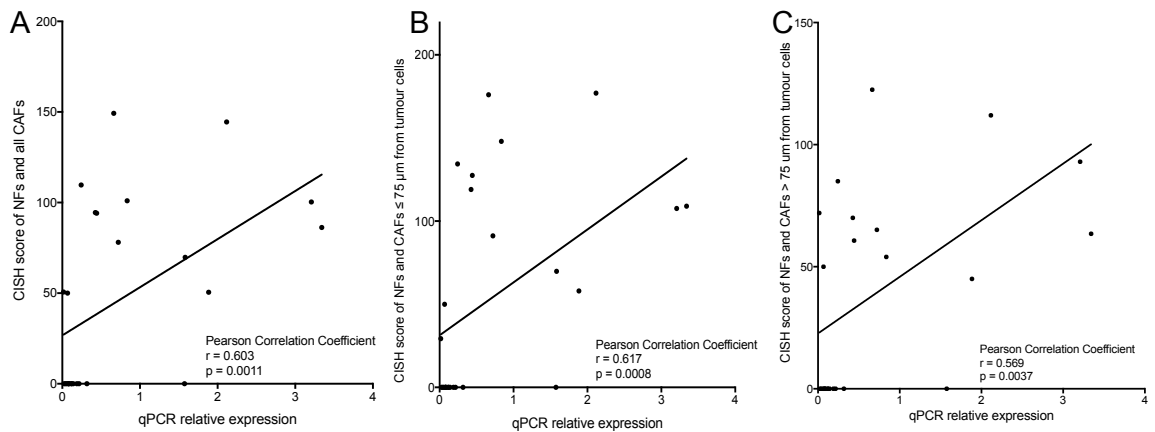 A
CISH score of NFs and all CAFs
200
150
100
50
0
0 1 2 3 4
qPCR relative expression
Pearson Correlation Coefficient
r = 0.603
p = 0.0011
B
CISH score of NFs and CAFs ≤ 75 µm from tumour cells
200
100
0
0 1 2 3 4
qPCR relative expression
Pearson Correlation Coefficient
r = 0.617
p = 0.0008
C
CISH score of NFs and CAFs > 75 um from tumour cells
150
100
50
0
0 1 2 3 4
qPCR relative expression
Pearson Correlation Coefficient
r = 0.569
p = 0.0037